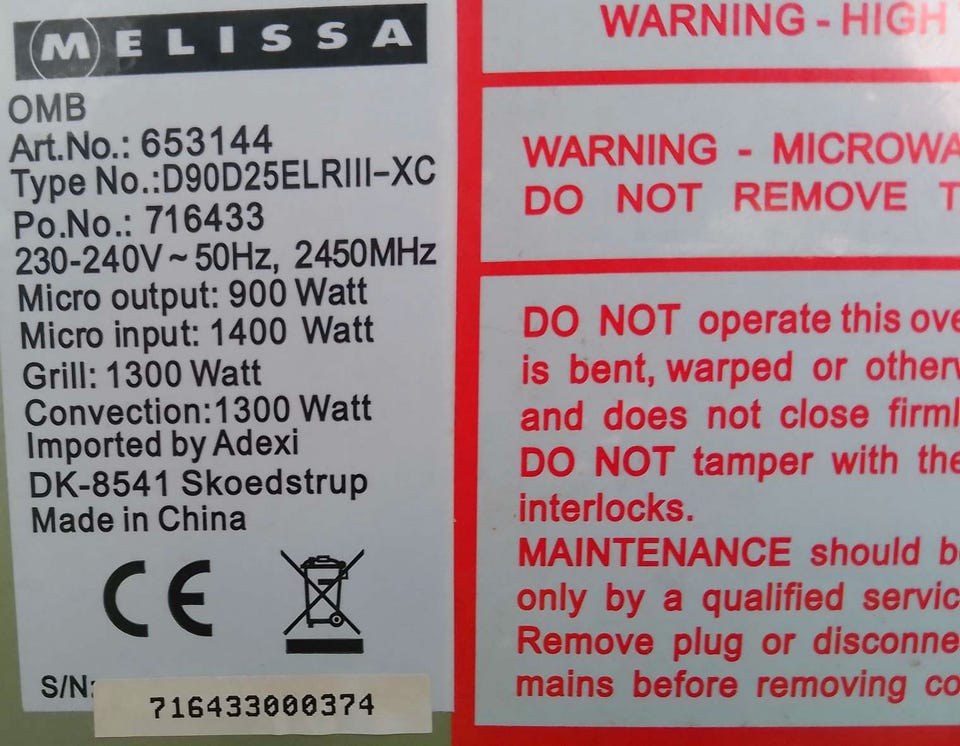 MELISSA
OMB
Art.No.: 653144
Type No.:D90D25ELRIII-XC
Po.No.: 716433
230-240V ~ 50Hz, 2450MHz
Micro output: 900 Watt
Micro input: 1400 Watt
Grill: 1300 Watt
Convection:1300 Watt
Imported by Adexi
DK-8541 Skoedstrup
Made in China
CE
S/N:
716433000374
WARNING - HIGH
WARNING - MICROWA
DO NOT REMOVE T
DO NOT operate this ove
is bent, warped or otherw
and does not close firml
DO NOT tamper with the
interlocks.
MAINTENANCE should be
only by a qualified servic
Remove plug or disconne
mains before removing co